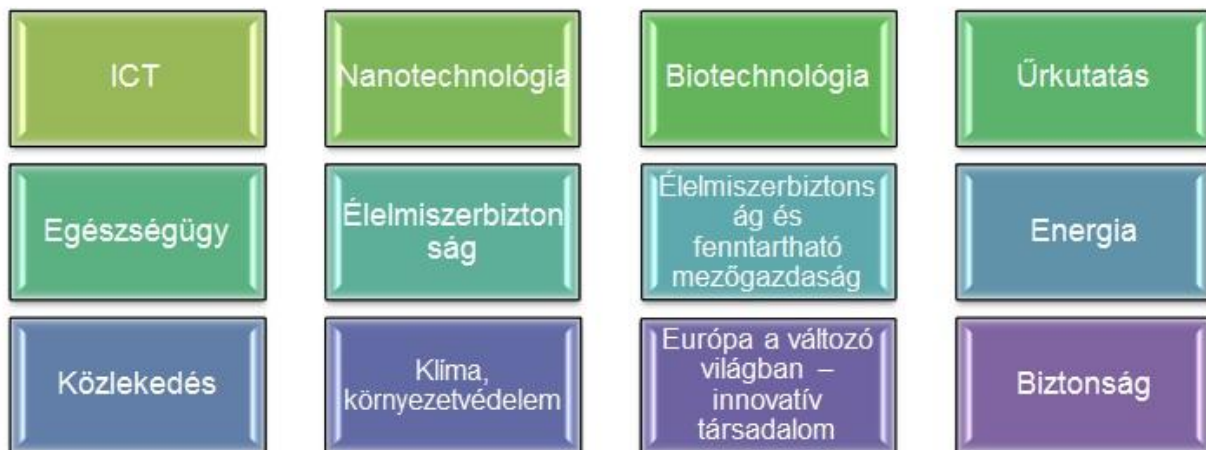 ICT
Nanotechnológia
Biotechnológia
Űrkutatás
Egészségügy
Élelmiszerbizton
ság
Élelmiszerbiztons
ág és
fenntartható
mezőgazdaság
Energia
Közlekedés
Klíma,
környezetvédelem
Európa a változó
világban –
innovatív
társadalom
Biztonság